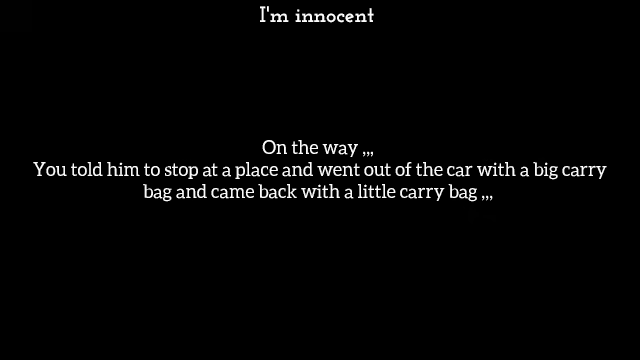 I'm innocent
On the way ,,,
You told him to stop at a place and went out of the car with a big carry
bag and came back with a little carry bag ,,,